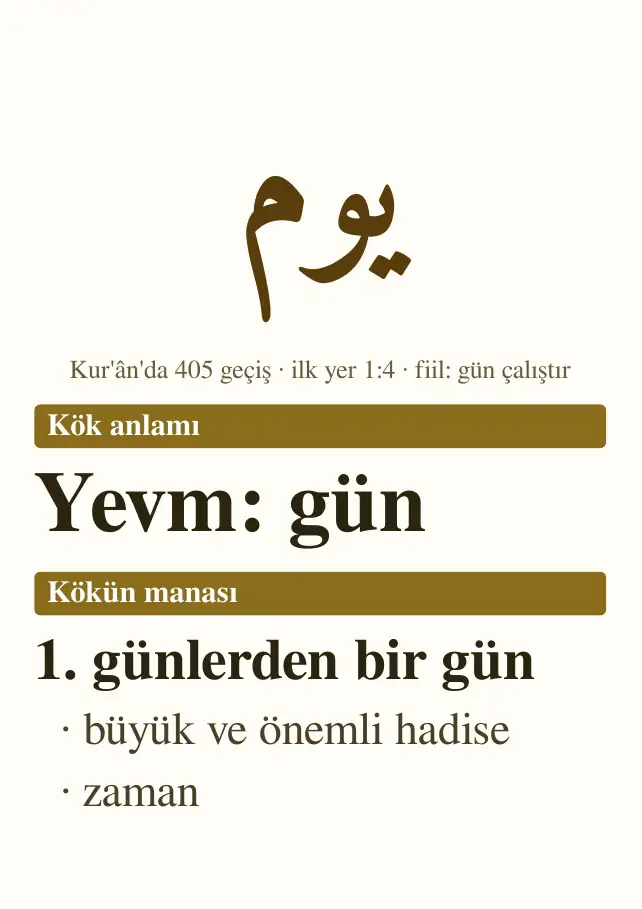 يوم
Kur'ân'da 405 geçiş · ilk yer 1:4 · fiil: gün çalıştır
Kök anlamı
Yevm: gün
Kökün manası
1. günlerden bir gün
· büyük ve önemli hadise
· zaman